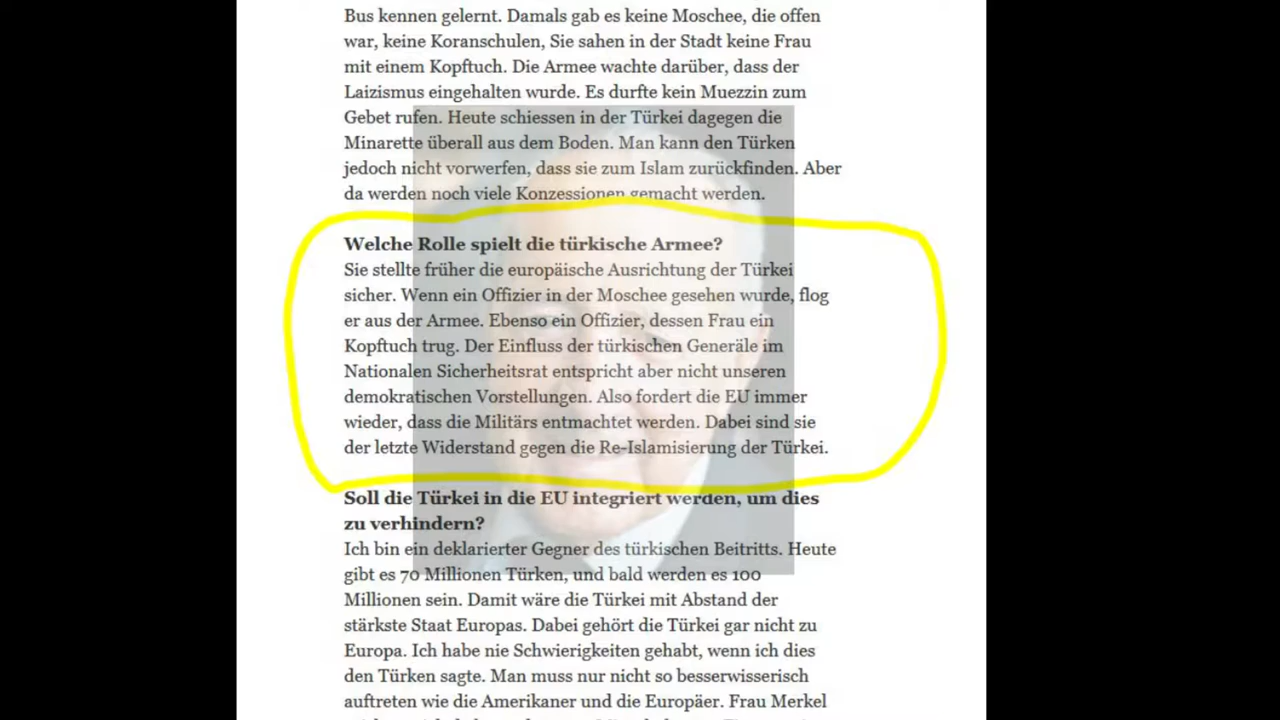 Bus kennen gelernt. Damals gab es keine Moschee, die offen
war, keine Koranschulen, Sie sahen in der Stadt keine Frau
mit einem Kopftuch. Die Armee wachte darüber, dass der
Laizismus eingehalten wurde. Es durfte kein Muezzin zum
Gebet rufen. Heute schiessen in der Türkei dagegen die
Minarette überall aus dem Boden. Man kann den Türken
jedoch nicht vorwerfen, dass sie zum Islam zurückfinden. Aber
da werden noch viele Konzessionen gemacht werden.
Welche Rolle spielt die türkische Armee?
Sie stellte früher die europäische Ausrichtung der Türkei
sicher. Wenn ein Offizier in der Moschee gesehen wurde, flog
er aus der Armee. Ebenso ein Offizier, dessen Frau ein
Kopftuch trug. Der Einfluss der türkischen Generäle im
Nationalen Sicherheitsrat entspricht aber nicht unseren
demokratischen Vorstellungen. Also fordert die EU immer
wieder, dass die Militärs entmachtet werden. Dabei sind sie
der letzte Widerstand gegen die Re-Islamisierung der Türkei.
Soll die Türkei in die EU integriert werden, um dies
zu verhindern?
Ich bin ein deklarierter Gegner des türkischen Beitritts. Heute
gibt es 70 Millionen Türken, und bald werden es 100
Millionen sein. Damit wäre die Türkei mit Abstand der
stärkste Staat Europas. Dabei gehört die Türkei gar nicht zu
Europa. Ich habe nie Schwierigkeiten gehabt, wenn ich dies
den Türken sagte. Man muss nur nicht so besserwisserisch
auftreten wie die Amerikaner und die Europäer. Frau Merkel